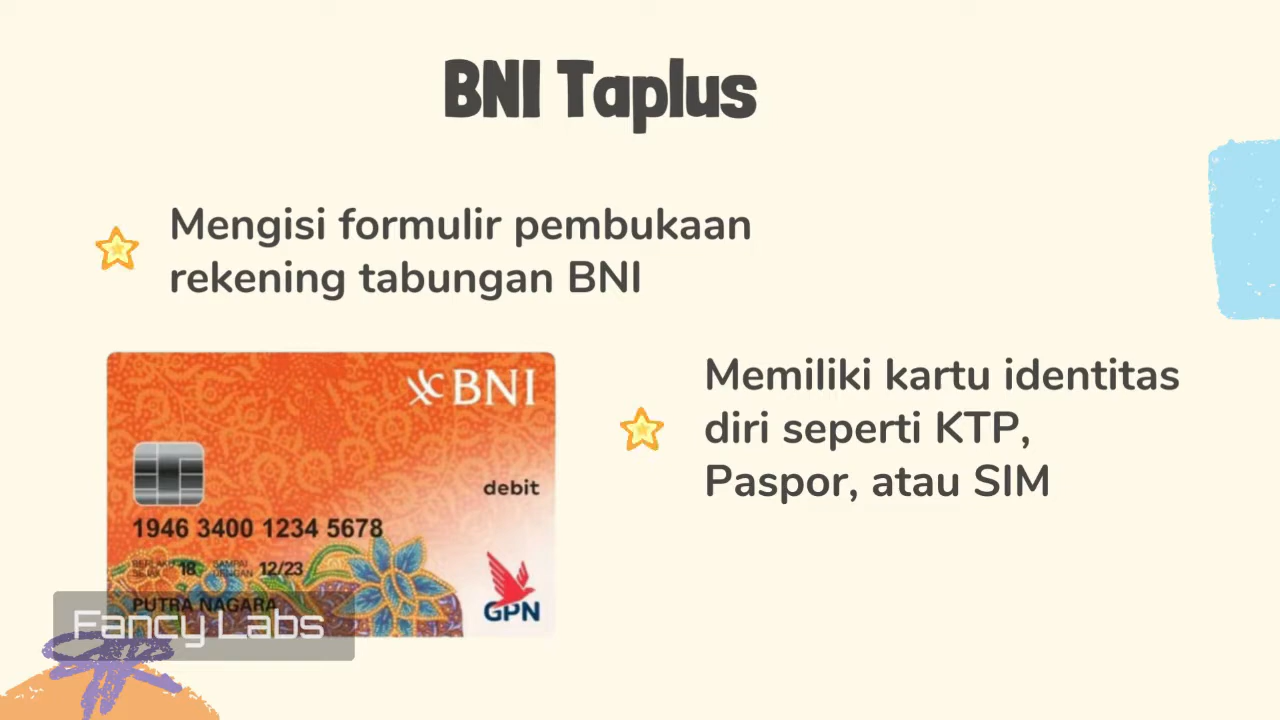 BNI Taplus
Mengisi formulir pembukaan
rekening tabungan BNI
BNI
debit
1946 3400 1234 5678
18 12/23
PUTRA NAGARA
GPN
Fancy Labs
Memiliki kartu identitas
diri seperti KTP,
Paspor, atau SIM